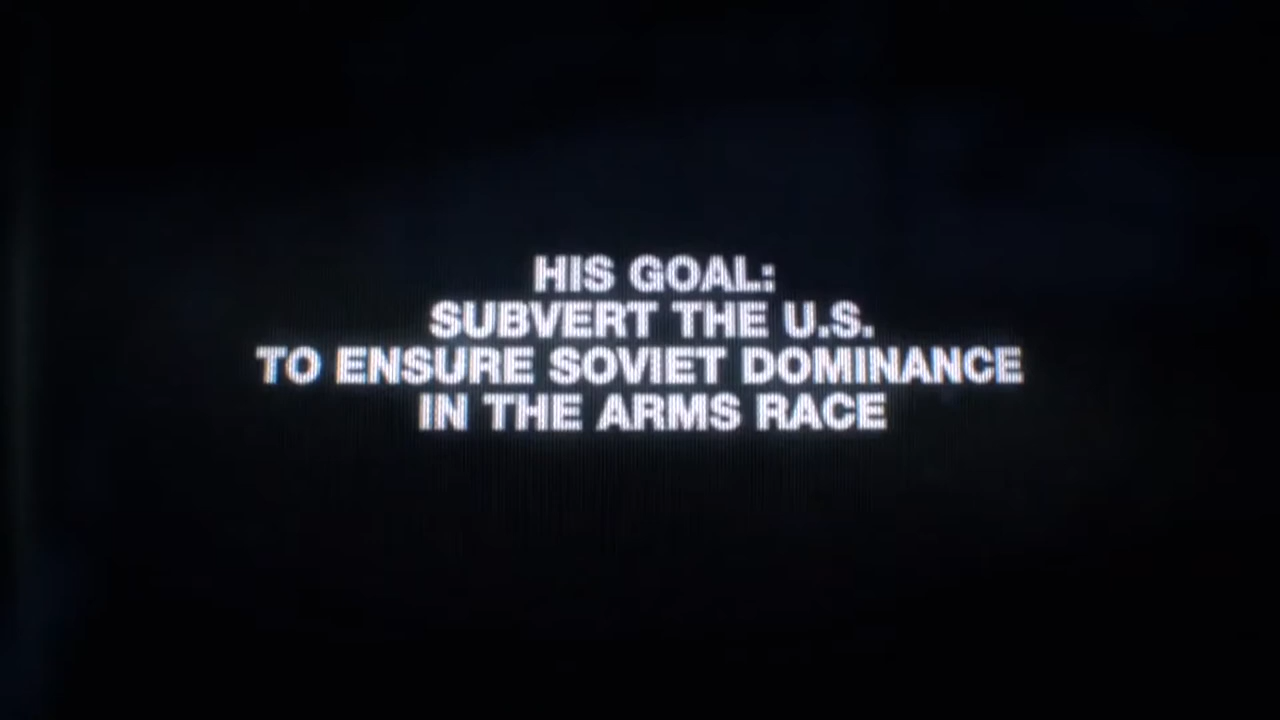 HIS GOAL:
SUBVERT THE U.S.
TO ENSURE SOVIET DOMINANCE
IN THE ARMS RACE